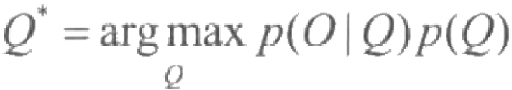 Q* = arg max p(O | Q)p(Q)
Q